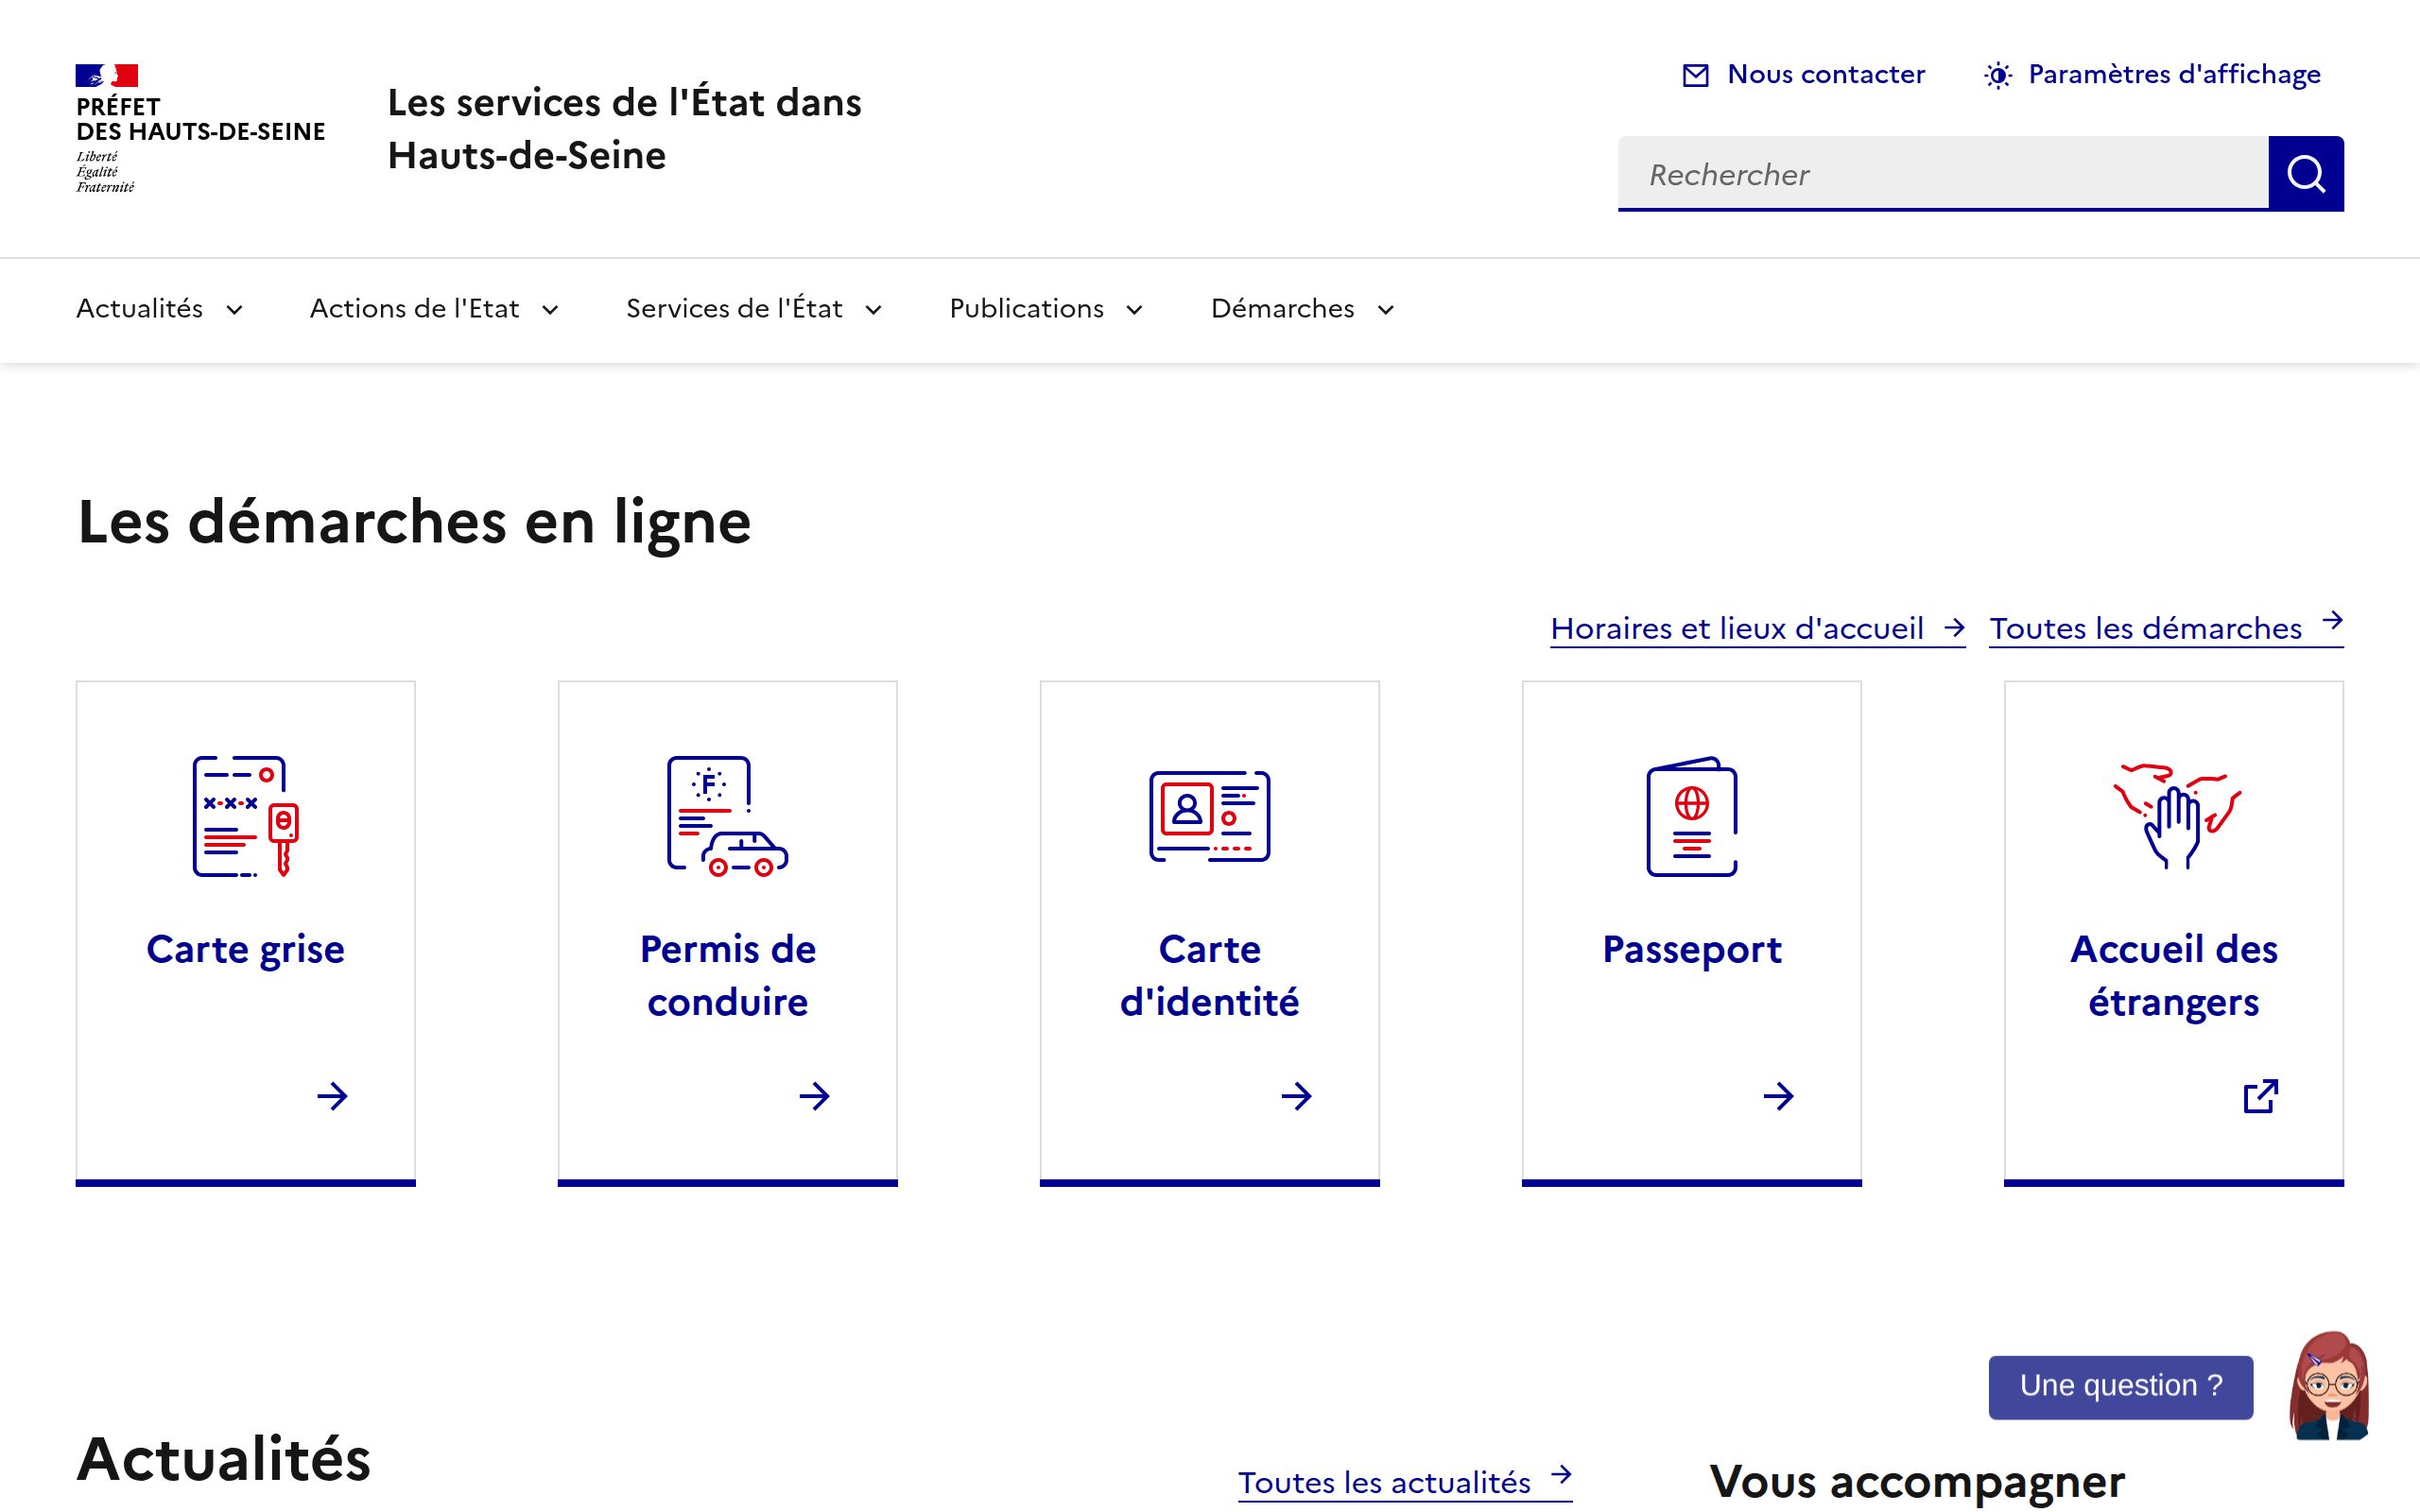 PRÉFET
DES HAUTS-DE-SEINE
Liberté
Égalité
Fraternité
Les services de l'État dans
Hauts-de-Seine
Nous contacter
Paramètres d'affichage
Rechercher
Actualités
Actions de l'Etat
Services de l'État
Publications
Démarches
Les démarches en ligne
Horaires et lieux d'accueil
Toutes les démarches
Carte grise
Permis de
conduire
Carte
d'identité
Passeport
Accueil des
étrangers
Une question ?
Actualités
Toutes les actualités
Vous accompagner